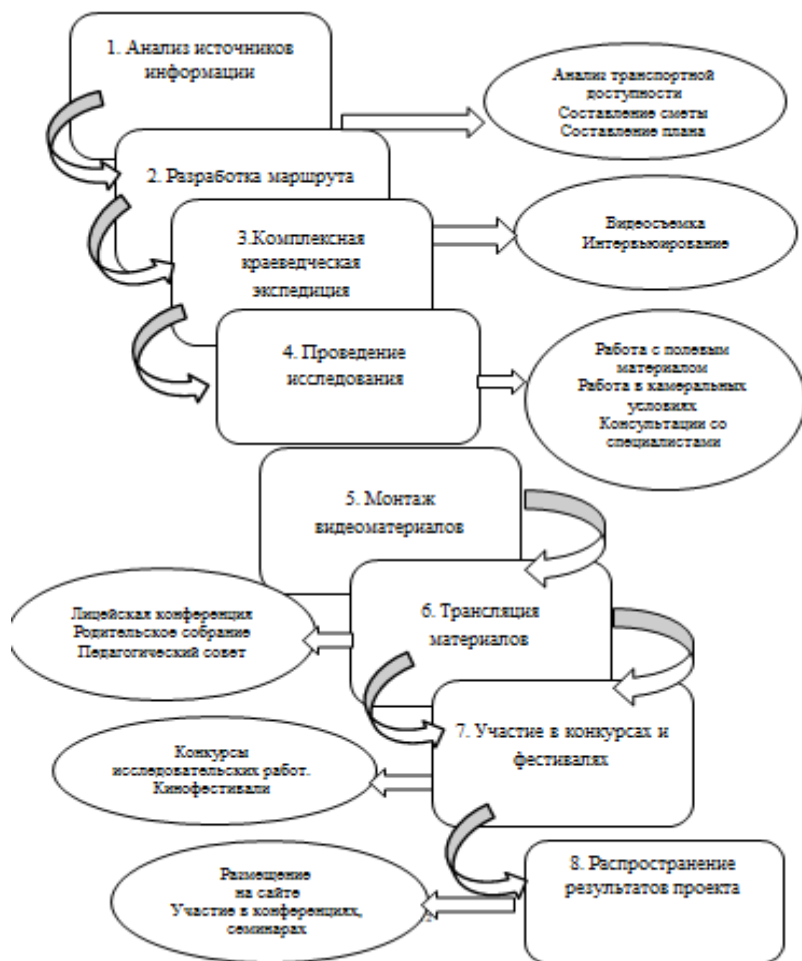 1. Анализ источников
информации
Анализ транспортной
доступности
Составление сметы
Составление плана
2. Разработка маршрута
3.Комплексная
краеведческая
экспедиция
Видеосъемка
Интервьюирование
4. Проведение
исследования
Работа с полевым
материалом
Работа в камеральных
условиях
Консультации со
специалистами
5. Монтаж
видеоматериалов
6. Трансляция
материалов
Лицейская конференция
Родительское собрание
Педагогический совет
7. Участие в конкурсах и
фестивалях
Конкурсы
исследовательских работ.
Кинофестивали
8. Распространение
результатов проекта
Размещение
на сайте
Участие в конференциях,
семинарах